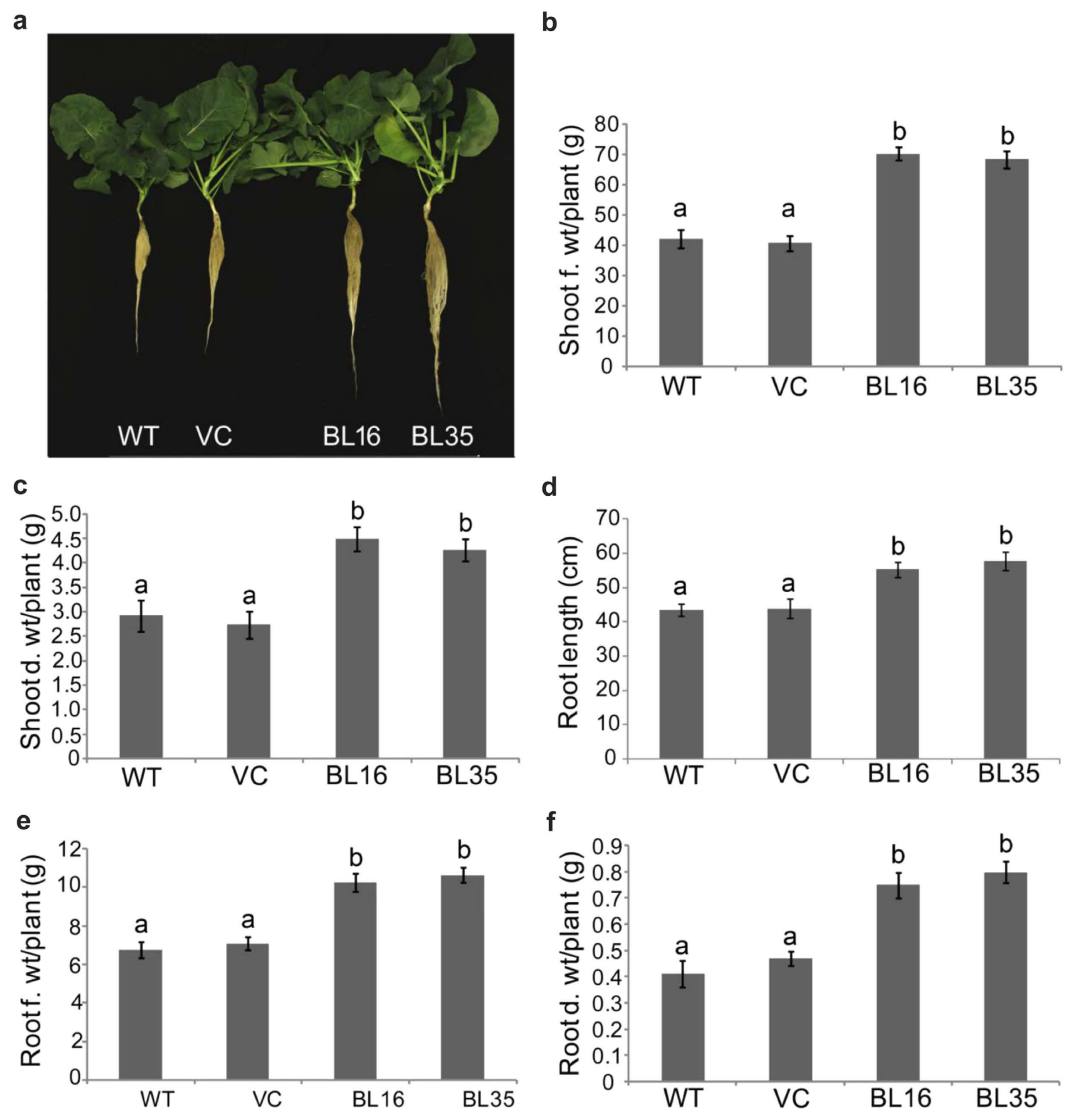 a
WT VC BL16 BL35
b
Shoot f. wt/plant (g)
80
70
60
50
40
30
20
10
0
a a b b
WT VC BL16 BL35
c
Shoot d. wt/plant (g)
5.0
4.5
4.0
3.5
3.0
2.5
2.0
1.5
1.0
0.5
0
a a b b
WT VC BL16 BL35
d
Root length (cm)
70
60
50
40
30
20
10
0
a a b b
WT VC BL16 BL35
e
Root f. wt/plant (g)
12
10
8
6
4
2
0
a a b b
WT VC BL16 BL35
f
Root d. wt/plant (g)
0.9
0.8
0.7
0.6
0.5
0.4
0.3
0.2
0.1
0
a a b b
WT VC BL16 BL35